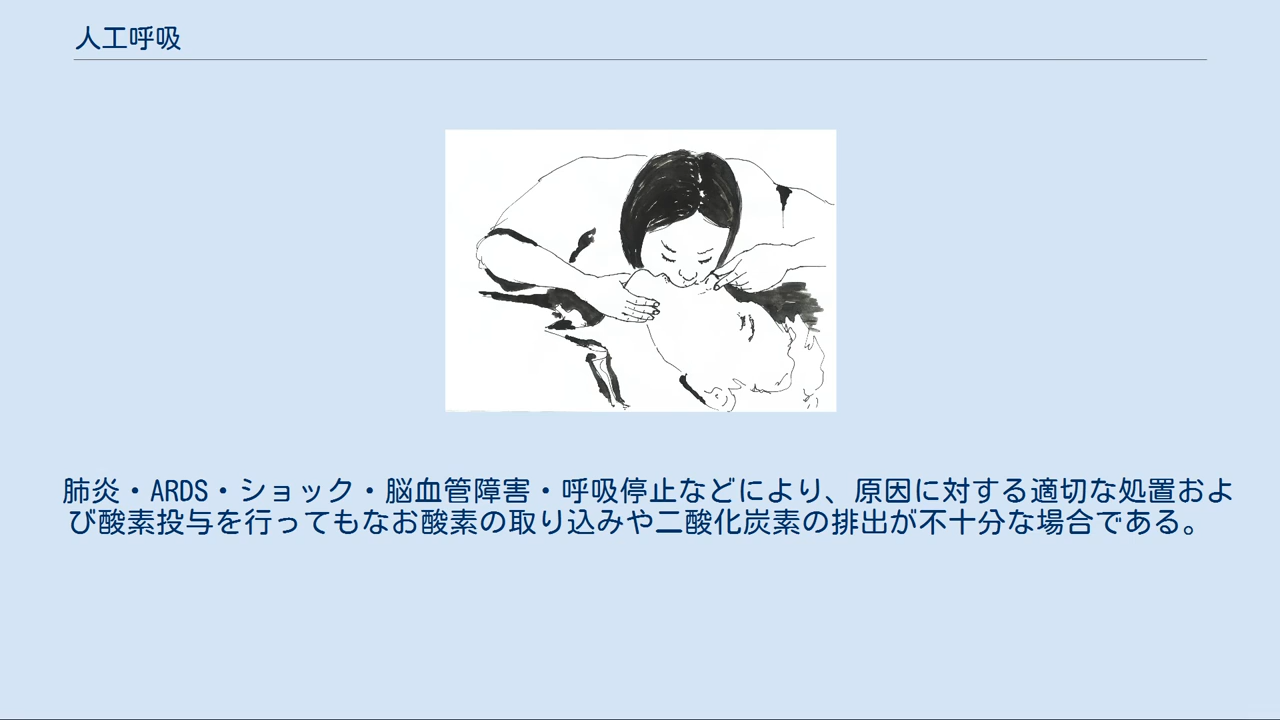 人工呼吸
肺炎・ARDS・ショック・脳血管障害・呼吸停止などにより、原因に対する適切な処置およ
び酸素投与を行ってもなお酸素の取り込みや二酸化炭素の排出が不十分な場合である。